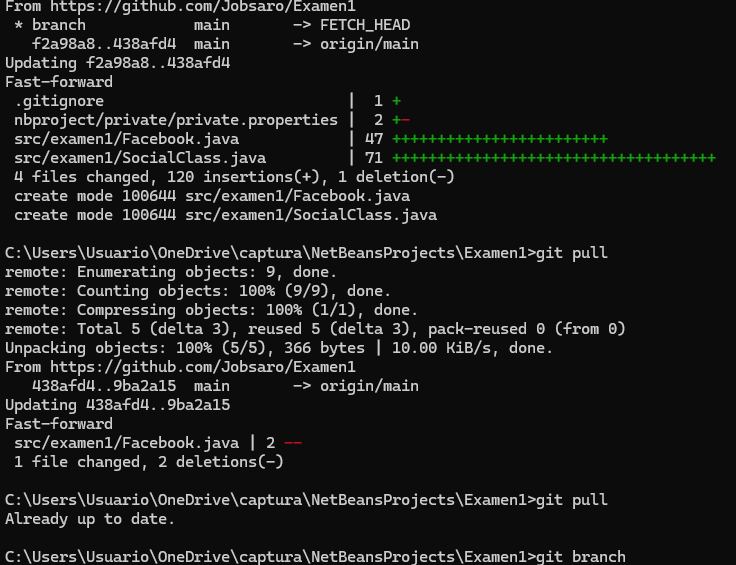 From https://github.com/Jobsaro/Examen1
 * branch            main       -> FETCH_HEAD
   f2a98a8..438afd4  main       -> origin/main
Updating f2a98a8..438afd4
Fast-forward
 .gitignore                           |  1 +
 nbproject/private/private.properties |  2 +-
 src/examen1/Facebook.java            | 47 ++++++++++++++++++++++++
 src/examen1/SocialClass.java         | 71 ++++++++++++++++++++++++++++++++++++
 4 files changed, 120 insertions(+), 1 deletion(-)
 create mode 100644 src/examen1/Facebook.java
 create mode 100644 src/examen1/SocialClass.java
C:\Users\Usuario\OneDrive\captura\NetBeansProjects\Examen1>git pull
remote: Enumerating objects: 9, done.
remote: Counting objects: 100% (9/9), done.
remote: Compressing objects: 100% (1/1), done.
remote: Total 5 (delta 3), reused 5 (delta 3), pack-reused 0 (from 0)
Unpacking objects: 100% (5/5), 366 bytes | 10.00 KiB/s, done.
From https://github.com/Jobsaro/Examen1
   438afd4..9ba2a15  main       -> origin/main
Updating 438afd4..9ba2a15
Fast-forward
 src/examen1/Facebook.java | 2 --
 1 file changed, 2 deletions(-)
C:\Users\Usuario\OneDrive\captura\NetBeansProjects\Examen1>git pull
Already up to date.
C:\Users\Usuario\OneDrive\captura\NetBeansProjects\Examen1>git branch